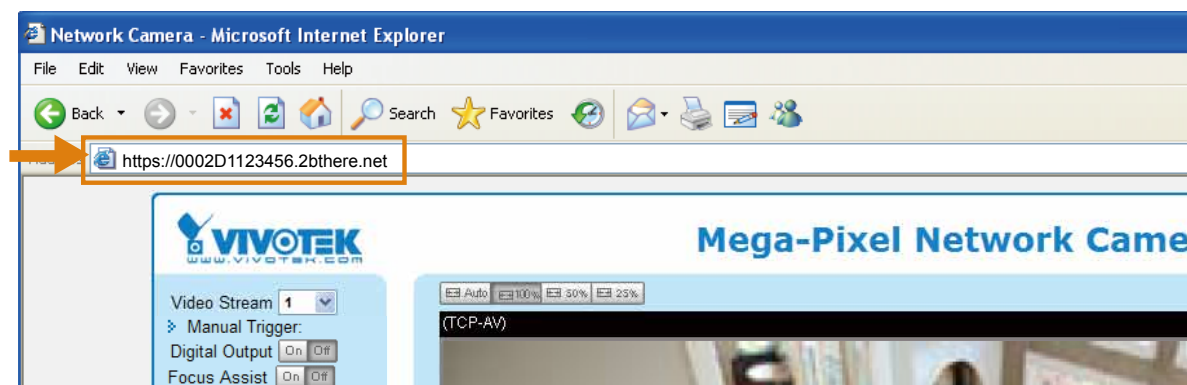 Network Camera - Microsoft Internet Explorer
File Edit View Favorites Tools Help
Back Search Favorites
https://0002D1123456.2bthere.net
VIVOTEK
www.vivotek.com
Mega-Pixel Network Came
Video Stream 1
Manual Trigger:
Digital Output On Off
Focus Assist On Off
Auto 100% 50% 25%
(TCP-AV)